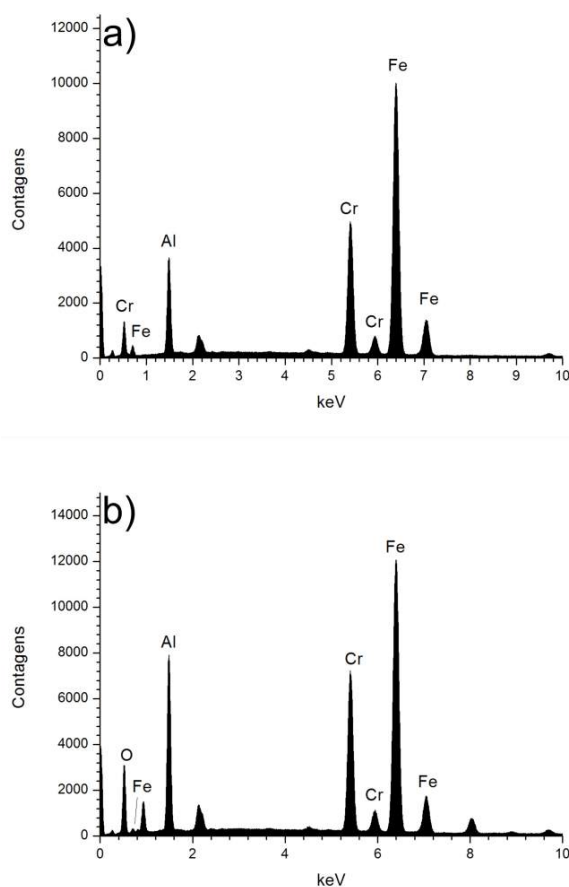 a)
12000
10000
8000
6000
4000
2000
0
Contagens
Cr
Fe
Al
Cr
Cr
Fe
Fe
0 1 2 3 4 5 6 7 8 9 10
keV
b)
14000
12000
10000
8000
6000
4000
2000
0
Contagens
O
Fe
Al
Cr
Cr
Fe
Fe
0 2 4 6 8 10
keV